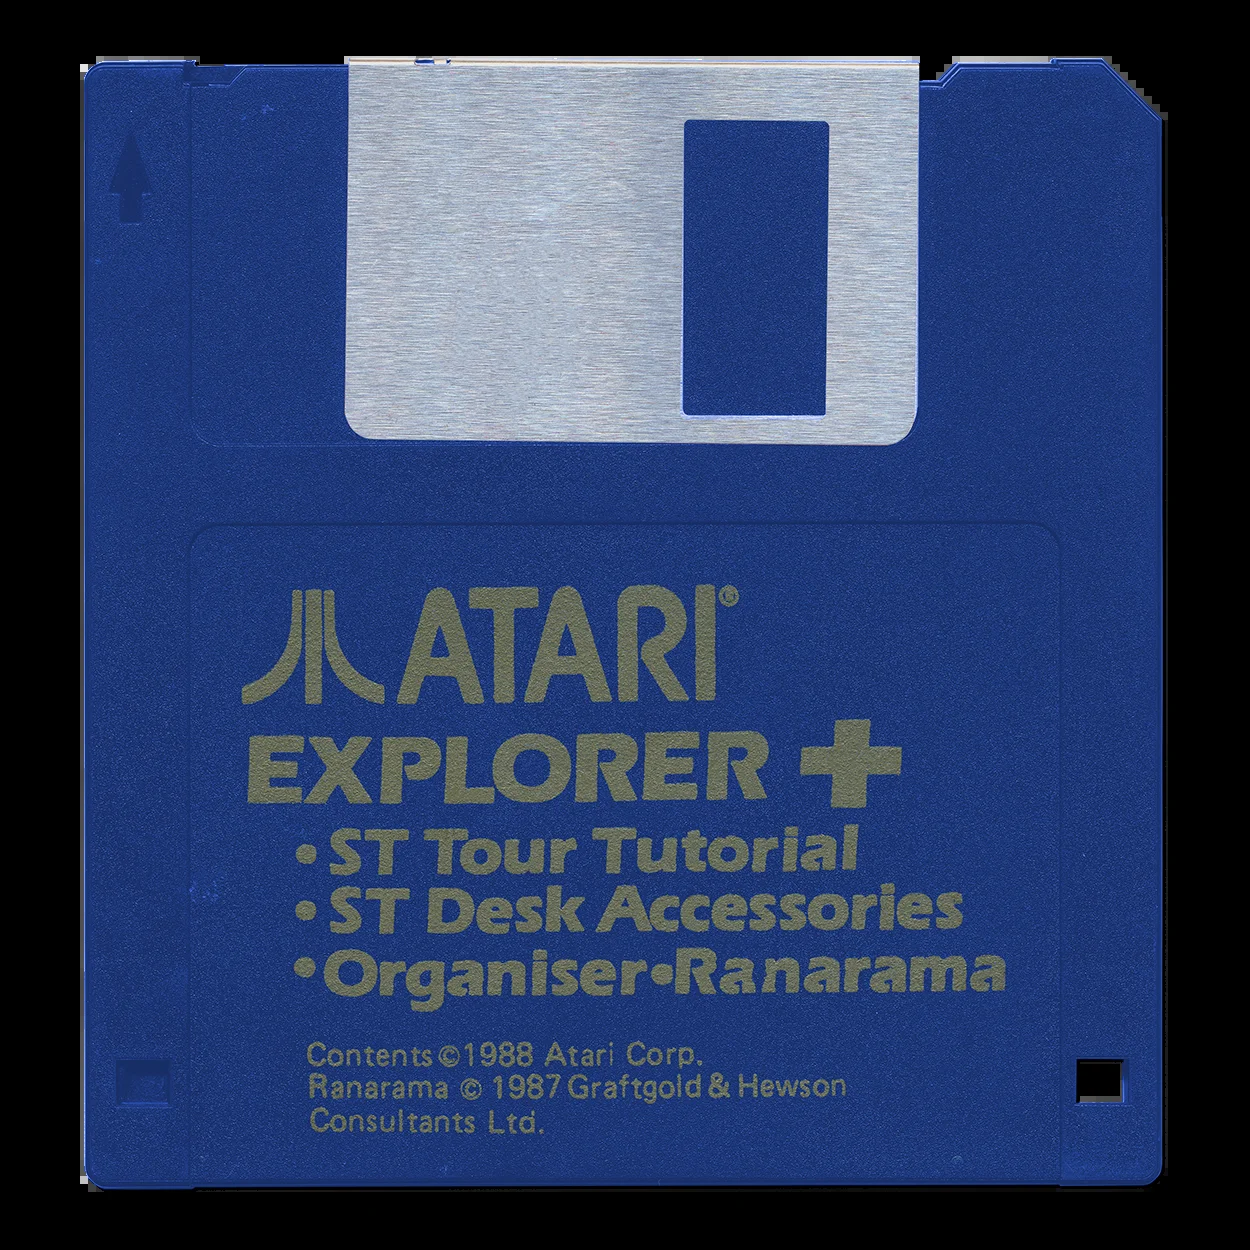 ATARI®
EXPLORER +
•ST Tour Tutorial
•ST Desk Accessories
•Organiser•Ranarama
Contents ©1988 Atari Corp.
Ranarama © 1987 Graftgold & Hewson
Consultants Ltd.